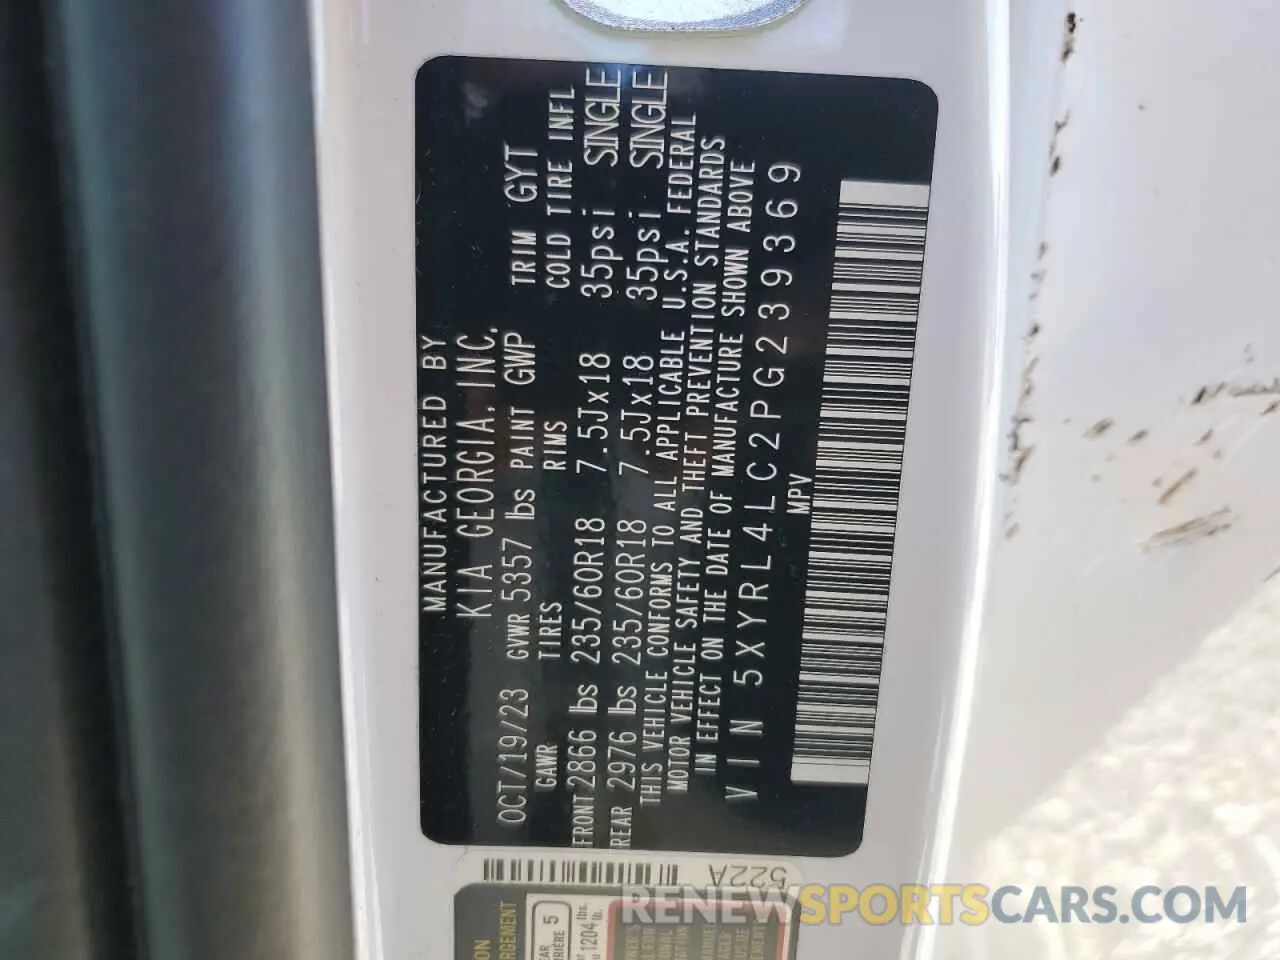 MANUFACTURED BY
KIA GEORGIA, INC.
OCT/19/23 GVWR 5357 lbs PAINT GWP TRIM GYT
GAWR TIRES RIMS COLD TIRE INFL
FRONT 2866 lbs 235/60R18 7.5Jx18 35psi SINGLE
REAR 2976 lbs 235/60R18 7.5Jx18 35psi SINGLE
THIS VEHICLE CONFORMS TO ALL APPLICABLE U.S.A. FEDERAL
MOTOR VEHICLE SAFETY AND THEFT PREVENTION STANDARDS
IN EFFECT ON THE DATE OF MANUFACTURE SHOWN ABOVE
VIN 5XYRL4LC2PG239369
MPV
522A
5
1204 lbs.
RENEWSPORTSCARS.COM